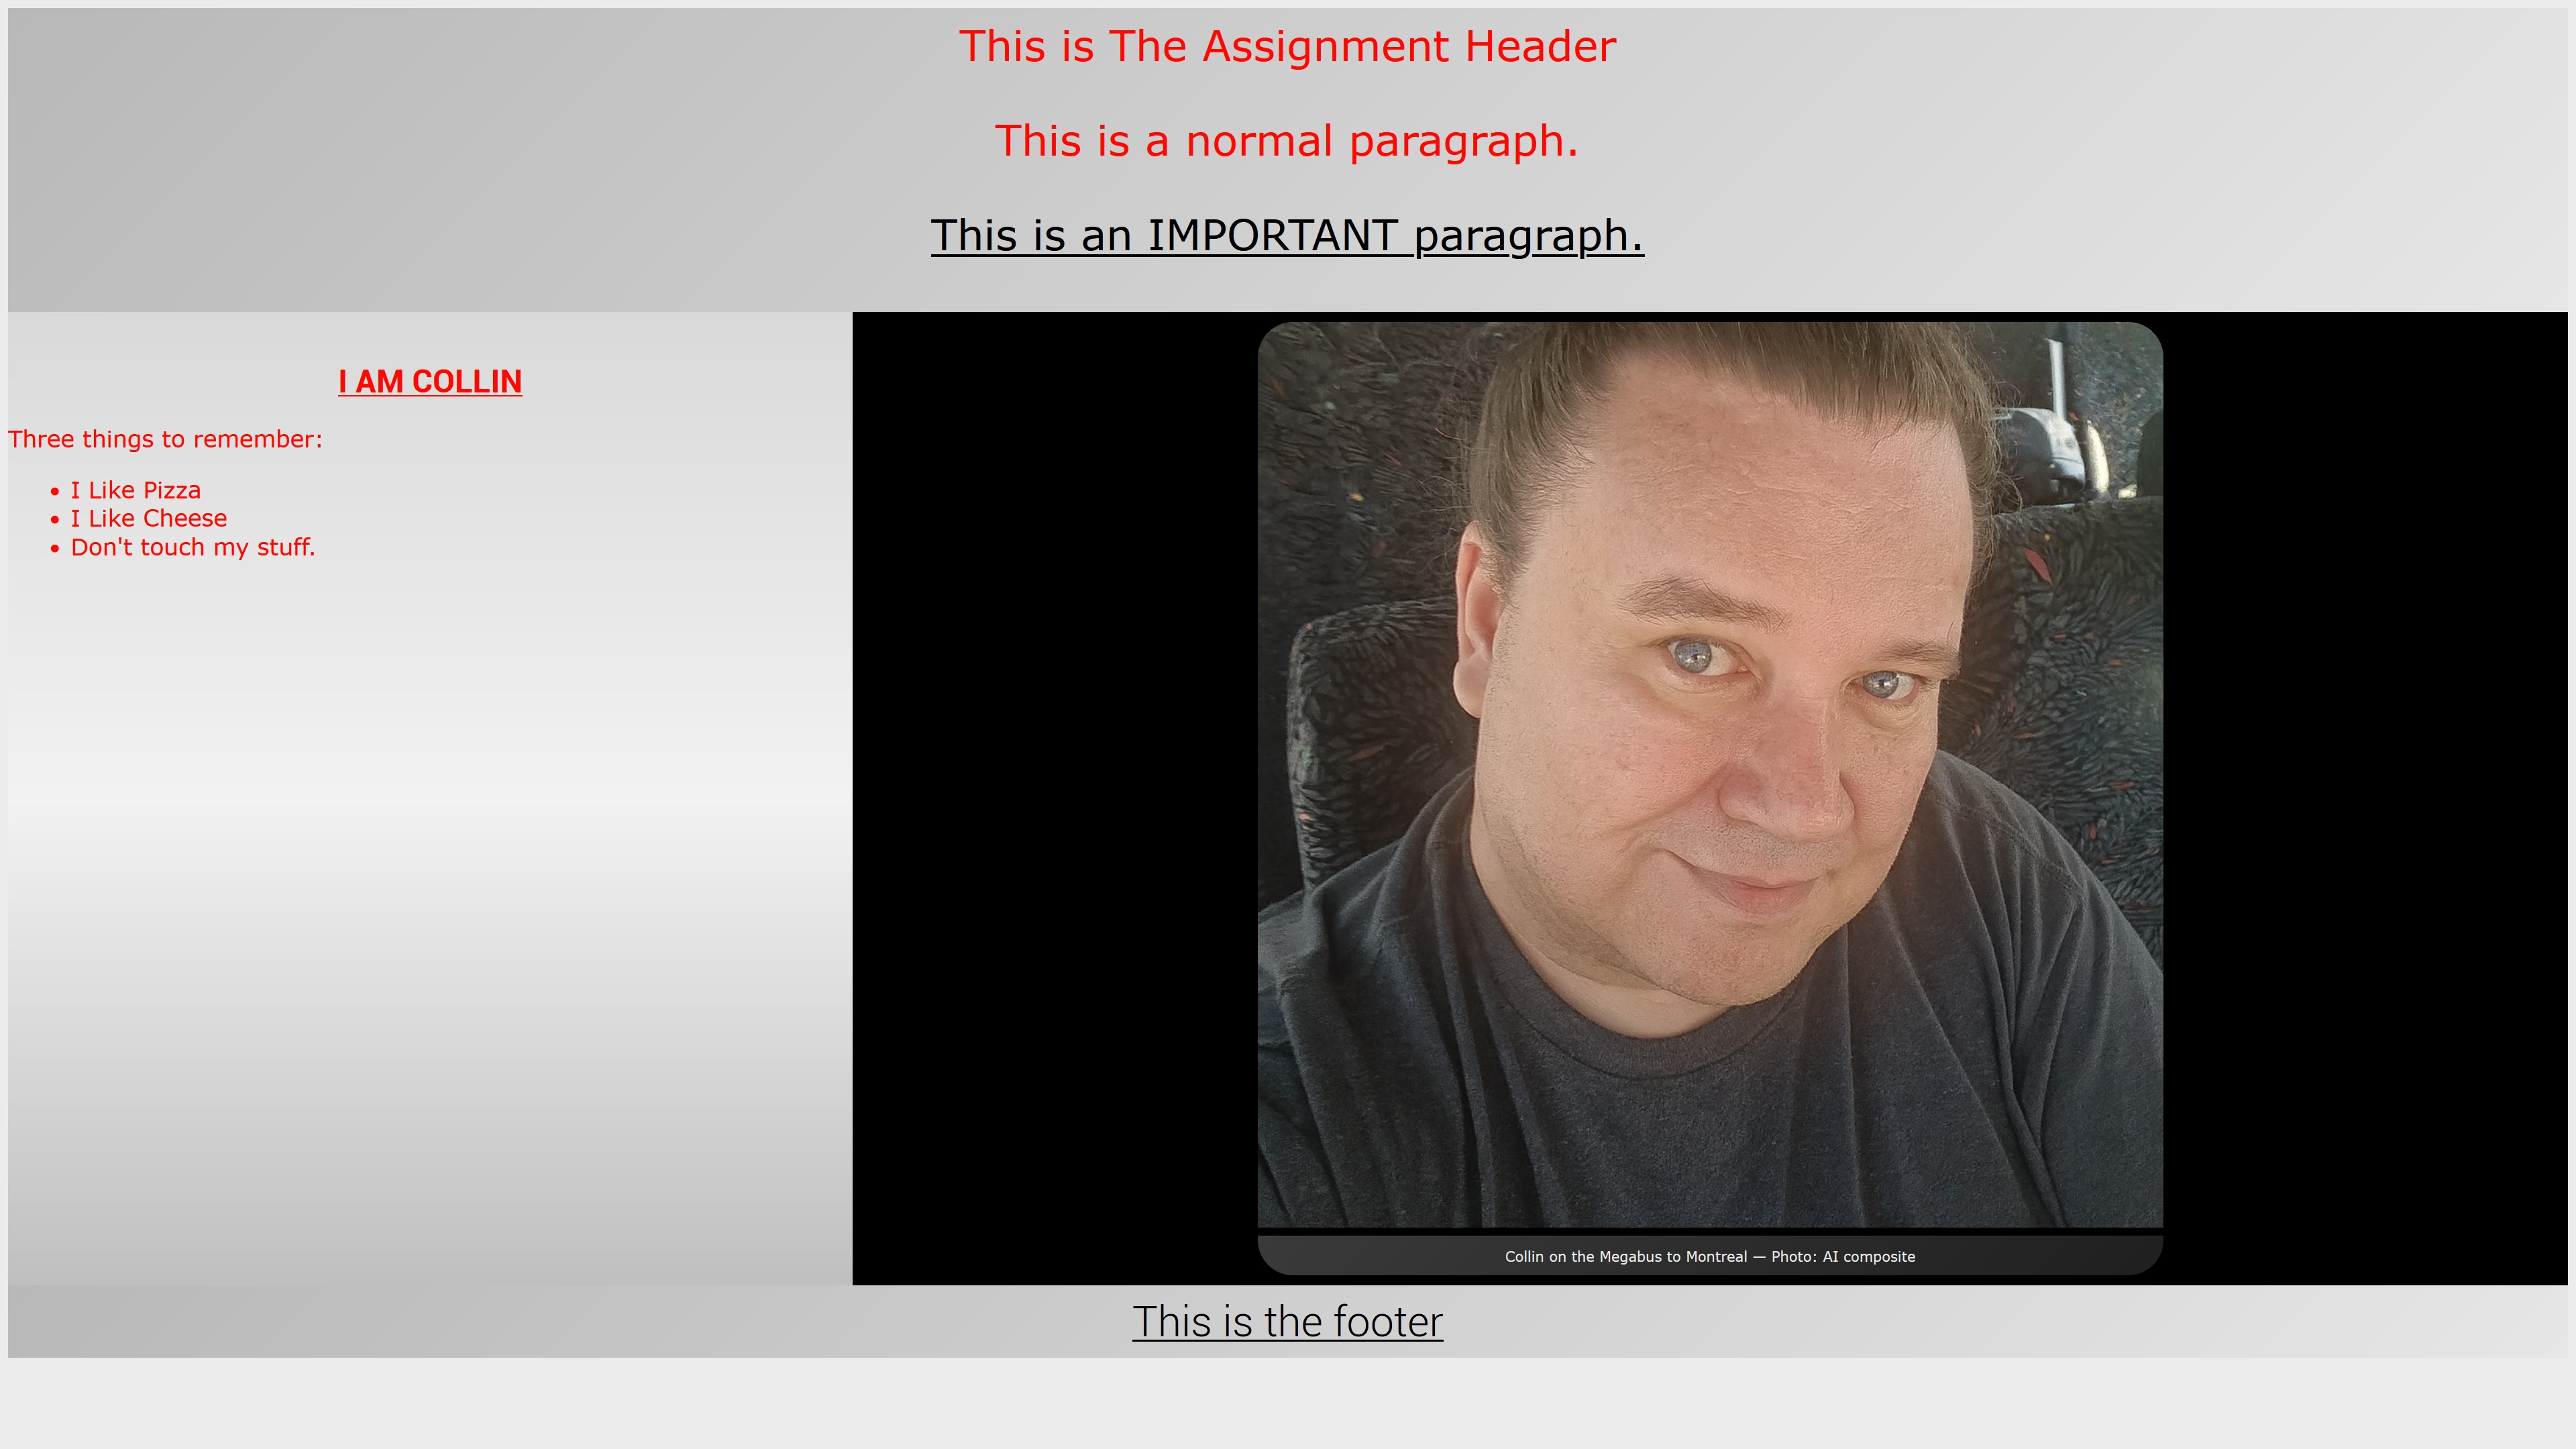 This is The Assignment Header
This is a normal paragraph.
This is an IMPORTANT paragraph.
I AM COLLIN
Three things to remember:
• I Like Pizza
• I Like Cheese
• Don't touch my stuff.
Collin on the Megabus to Montreal — Photo: AI composite
This is the footer